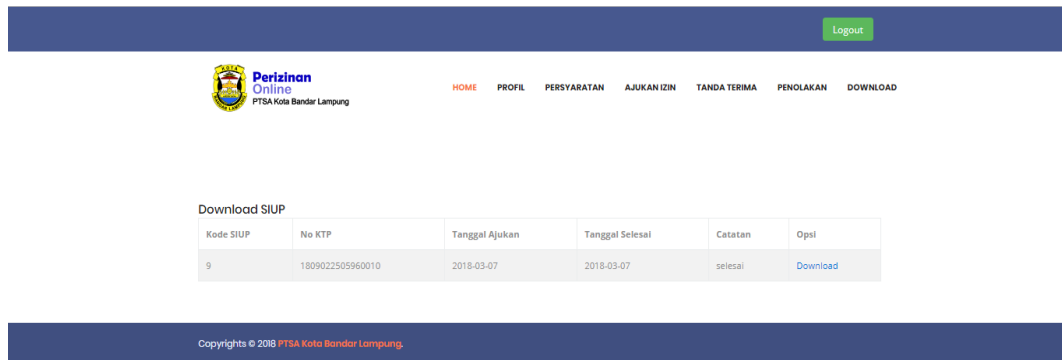 Logout
KOTA
Perizinan
Online
PTSA Kota Bandar Lampung
HOME PROFIL PERSYARATAN AJUKAN IZIN TANDA TERIMA PENOLAKAN DOWNLOAD
Download SIUP
Kode SIUP No KTP Tanggal Ajukan Tanggal Selesai Catatan Opsi
9 1809022505960010 2018-03-07 2018-03-07 selesai Download
Copyrights © 2018 PTSA Kota Bandar Lampung.